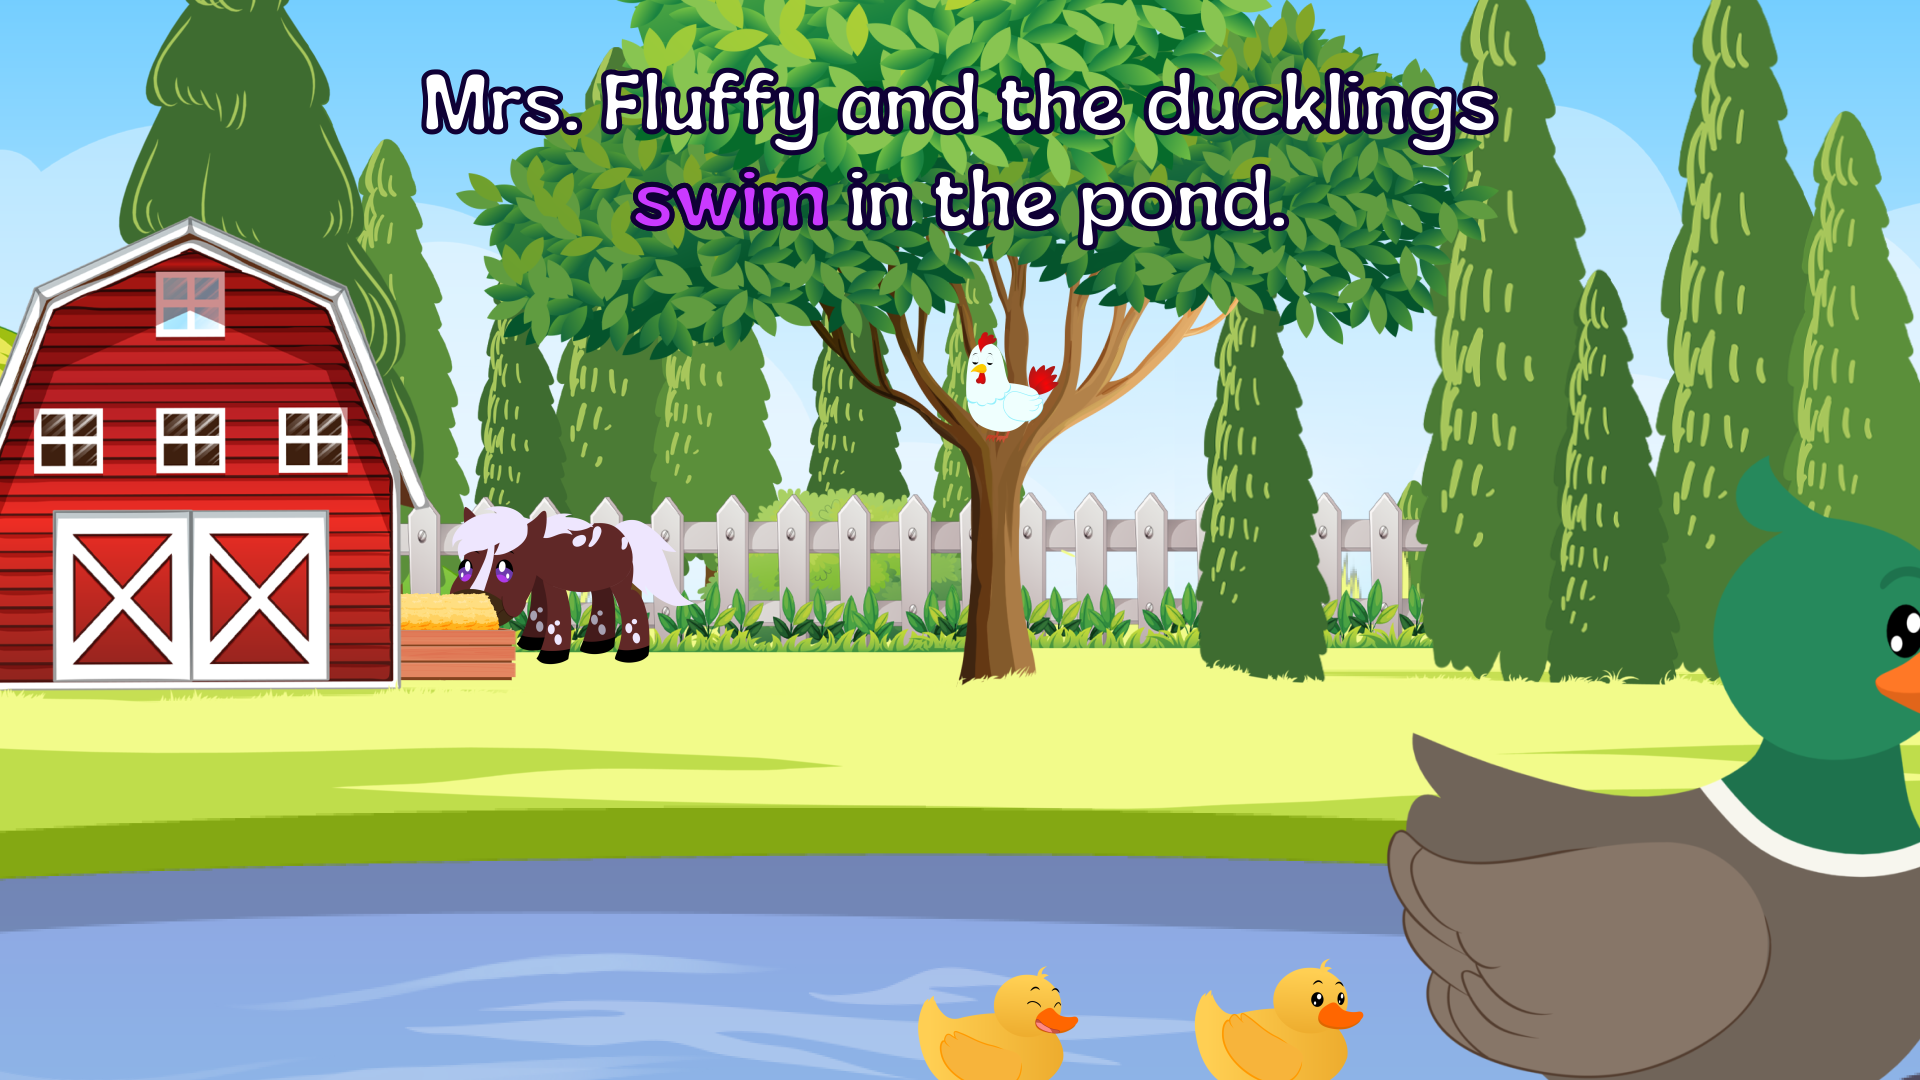 Mrs. Fluffy and the ducklings
swim in the pond.